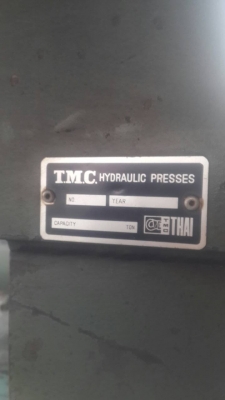 T.M.C. HYDRAULIC PRESSES
NO YEAR
CAPACITY TON
THAI